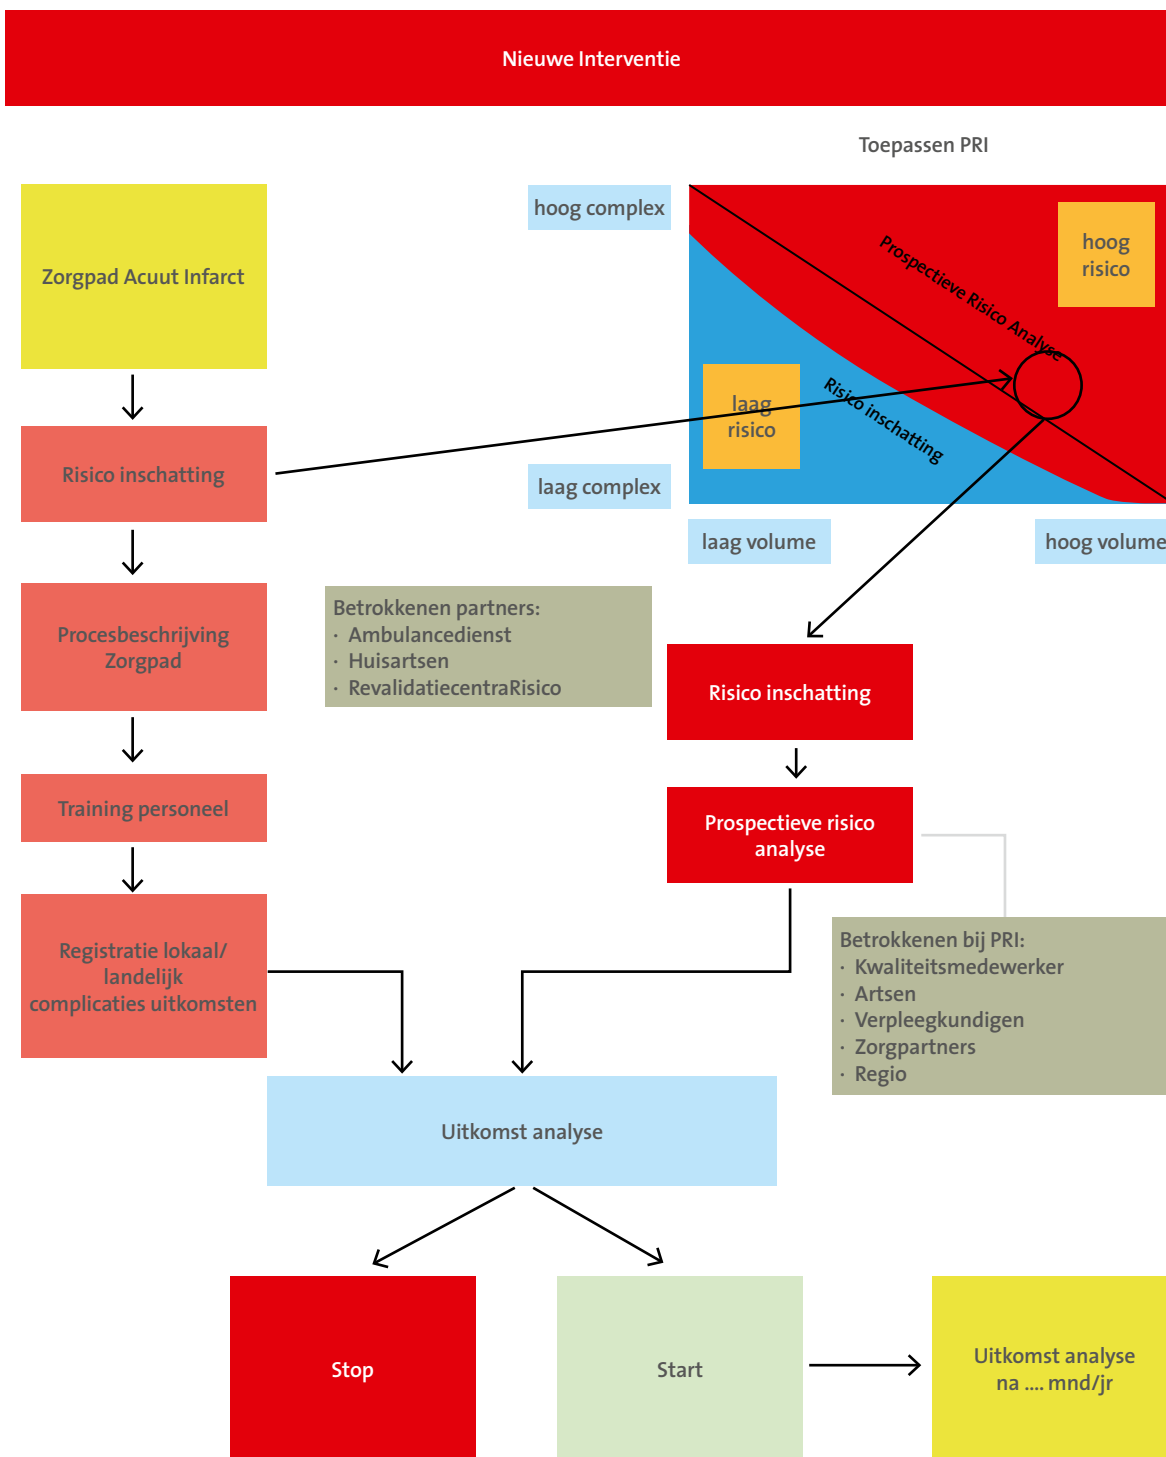 Nieuwe Interventie
Toepassen PRI
Zorgpad Acuut Infarct
Risico inschatting
Procesbeschrijving
Zorgpad
Training personeel
Registratie lokaal/
landelijk
complicaties uitkomsten
hoog complex
laag complex
Prospectieve Risico Analyse
hoog
risico
laag
risico
Risico inschatting
laag volume
hoog volume
Betrokkenen partners:
· Ambulancedienst
· Huisartsen
· RevalidatiecentraRisico
Risico inschatting
Prospectieve risico
analyse
Betrokkenen bij PRI:
· Kwaliteitsmedewerker
· Artsen
· Verpleegkundigen
· Zorgpartners
· Regio
Uitkomst analyse
Stop
Start
Uitkomst analyse
na .... mnd/jr